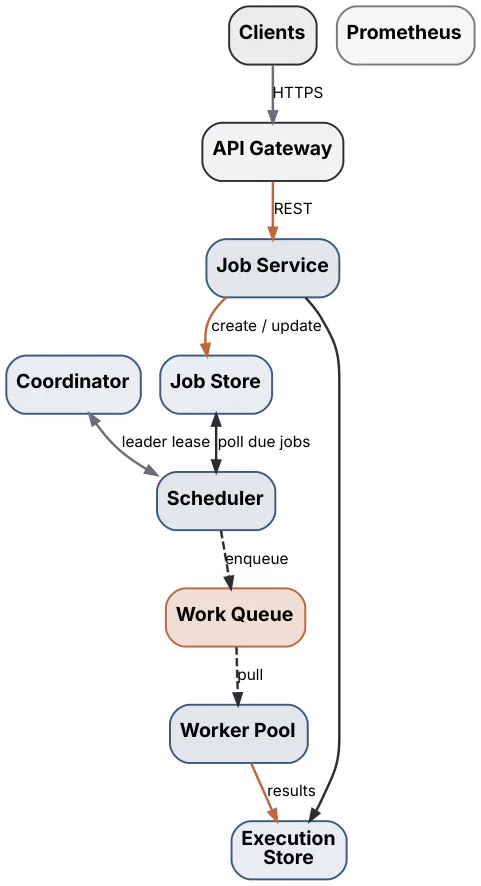 Clients
Prometheus
HTTPS
API Gateway
REST
Job Service
create / update
Coordinator
Job Store
leader lease
poll due jobs
Scheduler
enqueue
Work Queue
pull
Worker Pool
results
Execution
Store